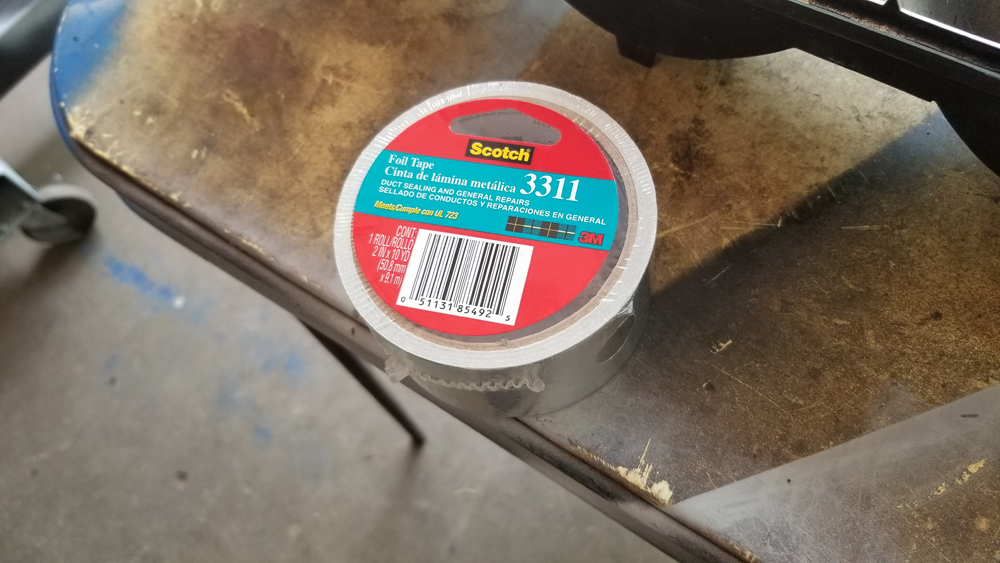 Scotch
Foil Tape
Cinta de lámina metálica 3311
DUCT SEALING AND GENERAL REPAIRS
SELLADO DE CONDUCTOS Y REPARACIONES EN GENERAL
Meets/Cumple con UL 723
3M
CONT.
1 ROLL/ROLLO
2 IN x 10 YD
(50,8 mm
x 9,1 m)
0 51131 85492 5